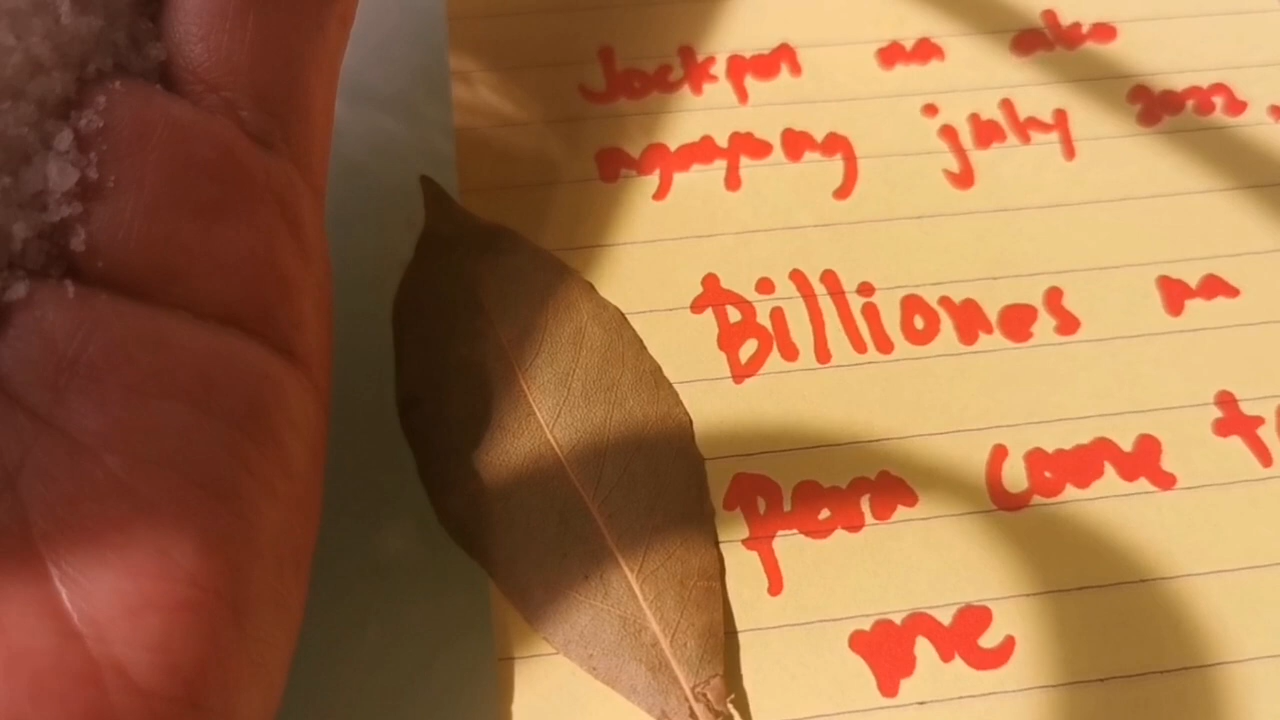 Jackpot na ako
ngayong july 2022,
Billiones na
pera come to
me